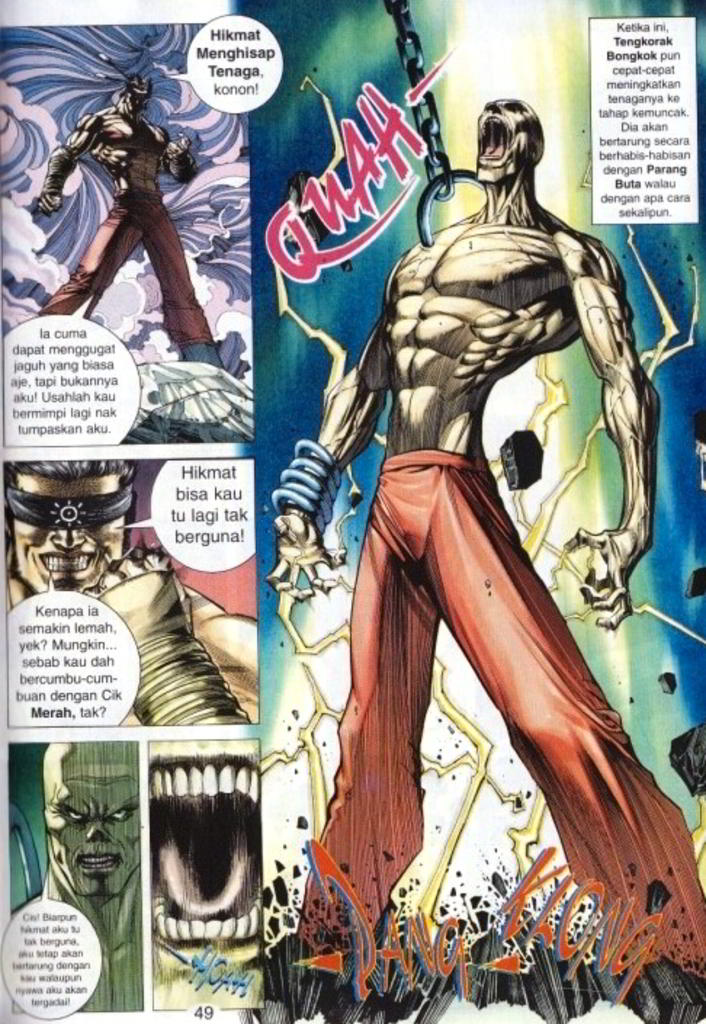 Hikmat
Menghisap
Tenaga,
konon!
Ia cuma
dapat menggugat
jaguh yang biasa
aje, tapi bukannya
aku! Usahlah kau
bermimpi lagi nak
tumpaskan aku.
Hikmat
bisa kau
tu lagi tak
berguna!
Kenapa ia
semakin lemah,
yek? Mungkin...
sebab kau dah
bercumbu-cum-
buan dengan Cik
Merah, tak?
Cis! Biarpun
hikmat aku tu
tak berguna,
aku tetap akan
bertarung dengan
kau walaupun
nyawa aku akan
tergadai!
HOAH
49
QUAH
Ketika ini,
Tengkorak
Bongkok pun
cepat-cepat
meningkatkan
tenaganya ke
tahap kemuncak.
Dia akan
bertarung secara
berhabis-habisan
dengan Parang
Buta walau
dengan apa cara
sekalipun.
PANG
KLONG